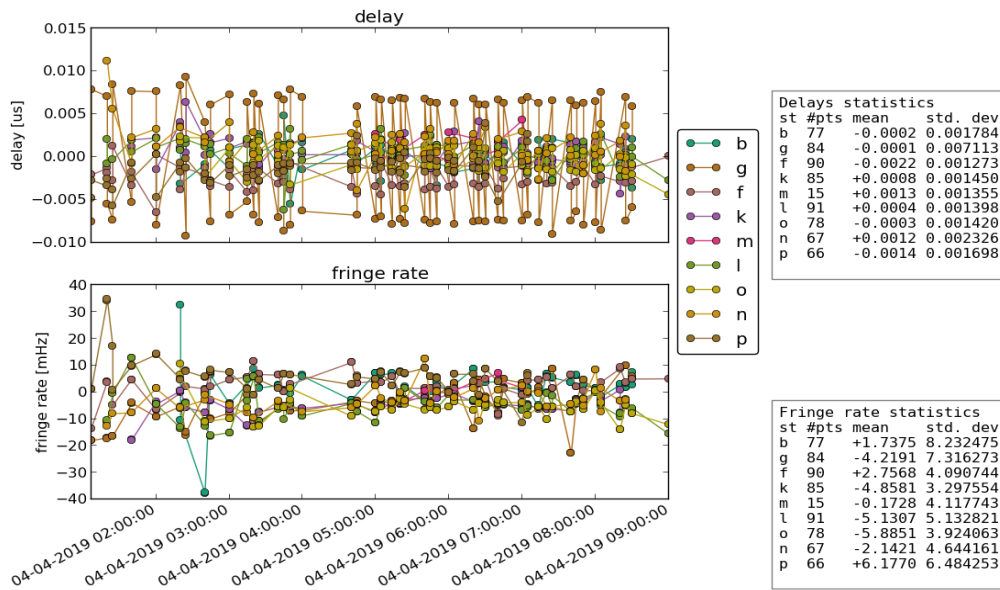 delay
0.015
0.010
0.005
0.000
−0.005
−0.010
delay [us]
fringe rate
40
30
20
10
0
−10
−20
−30
−40
fringe rate [mHz]
04-04-2019 02:00:00
04-04-2019 03:00:00
04-04-2019 04:00:00
04-04-2019 05:00:00
04-04-2019 06:00:00
04-04-2019 07:00:00
04-04-2019 08:00:00
04-04-2019 09:00:00
b
g
f
k
m
l
o
n
p
Delays statistics
st #pts mean std. dev
b 77 -0.0002 0.001784
g 84 -0.0001 0.007113
f 90 -0.0022 0.001273
k 85 +0.0008 0.001450
m 15 +0.0013 0.001355
l 91 +0.0004 0.001398
o 78 -0.0003 0.001420
n 67 +0.0012 0.002326
p 66 -0.0014 0.001698
Fringe rate statistics
st #pts mean std. dev
b 77 +1.7375 8.232475
g 84 -4.2191 7.316273
f 90 +2.7568 4.090744
k 85 -4.8581 3.297554
m 15 -0.1728 4.117743
l 91 -5.1307 5.132821
o 78 -5.8851 3.924063
n 67 -2.1421 4.644161
p 66 +6.1770 6.484253